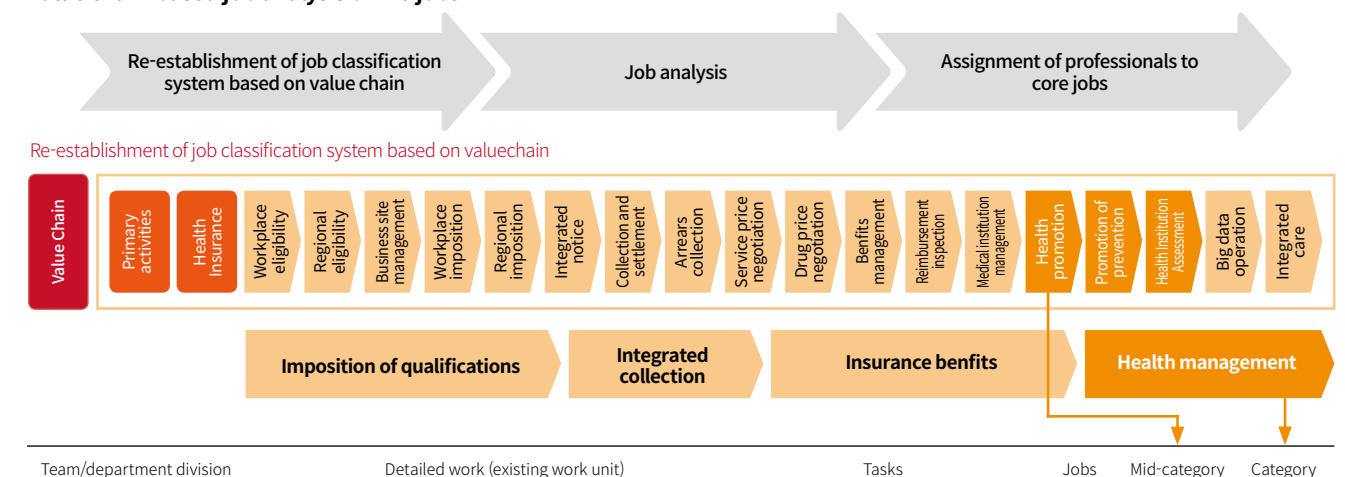 Re-establishment of job classification
system based on value chain
Job analysis
Assignment of professionals to
core jobs
Re-establishment of job classification system based on valuechain
Value Chain
Primary
activities
Health
Insurance
Workplace
eligibility
Regional
eligibility
Business site
management
Workplace
imposition
Regional
imposition
Integrated
notice
Collection and
settlement
Arrears
collection
Service price
negotiation
Drug price
negotiation
Benefits
management
Reimbursement
inspection
Medical institution
management
Health
promotion
Promotion of
prevention
Health Institution
Assessment
Big data
operation
Integrated
care
Imposition of qualifications
Integrated
collection
Insurance benfits
Health management
Team/department division
Detailed work (existing work unit)
Tasks
Jobs
Mid-category
Category